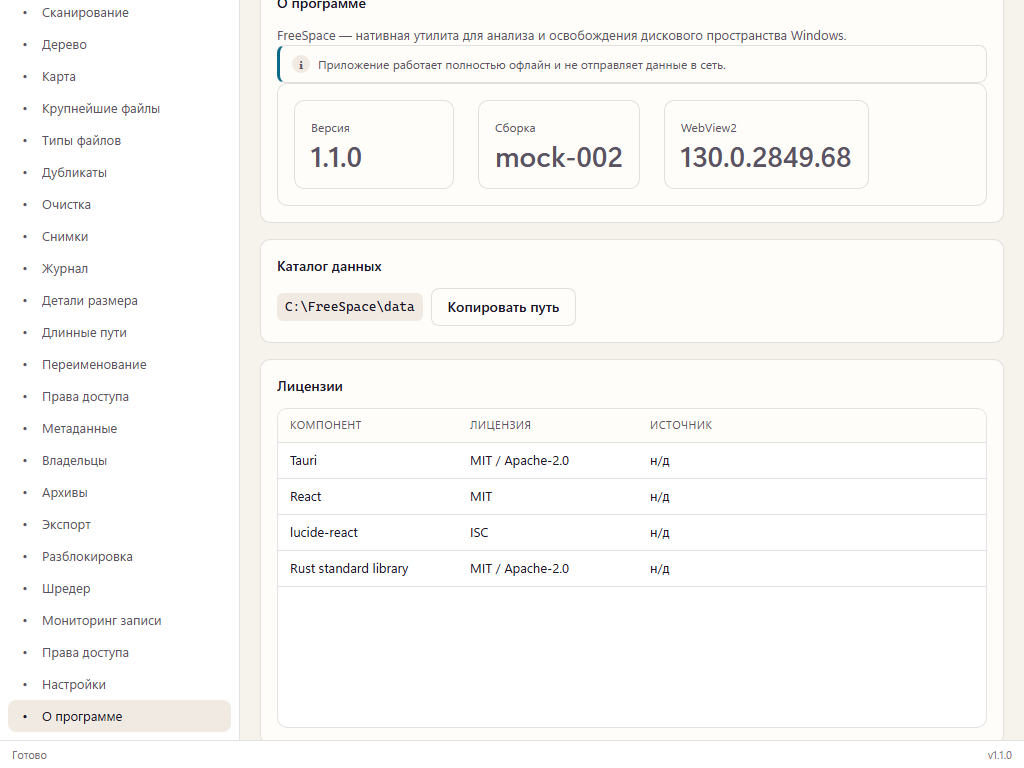 Сканирование
Дерево
Карта
Крупнейшие файлы
Типы файлов
Дубликаты
Очистка
Снимки
Журнал
Детали размера
Длинные пути
Переименование
Права доступа
Метаданные
Владельцы
Архивы
Экспорт
Разблокировка
Шредер
Мониторинг записи
Права доступа
Настройки
О программе
О программе
FreeSpace — нативная утилита для анализа и освобождения дискового пространства Windows.
Приложение работает полностью офлайн и не отправляет данные в сеть.
Версия
1.1.0
Сборка
mock-002
WebView2
130.0.2849.68
Каталог данных
C:\FreeSpace\data
Копировать путь
Лицензии
КОМПОНЕНТ ЛИЦЕНЗИЯ ИСТОЧНИК
Tauri MIT / Apache-2.0 н/д
React MIT н/д
lucide-react ISC н/д
Rust standard library MIT / Apache-2.0 н/д
Готово
v1.1.0